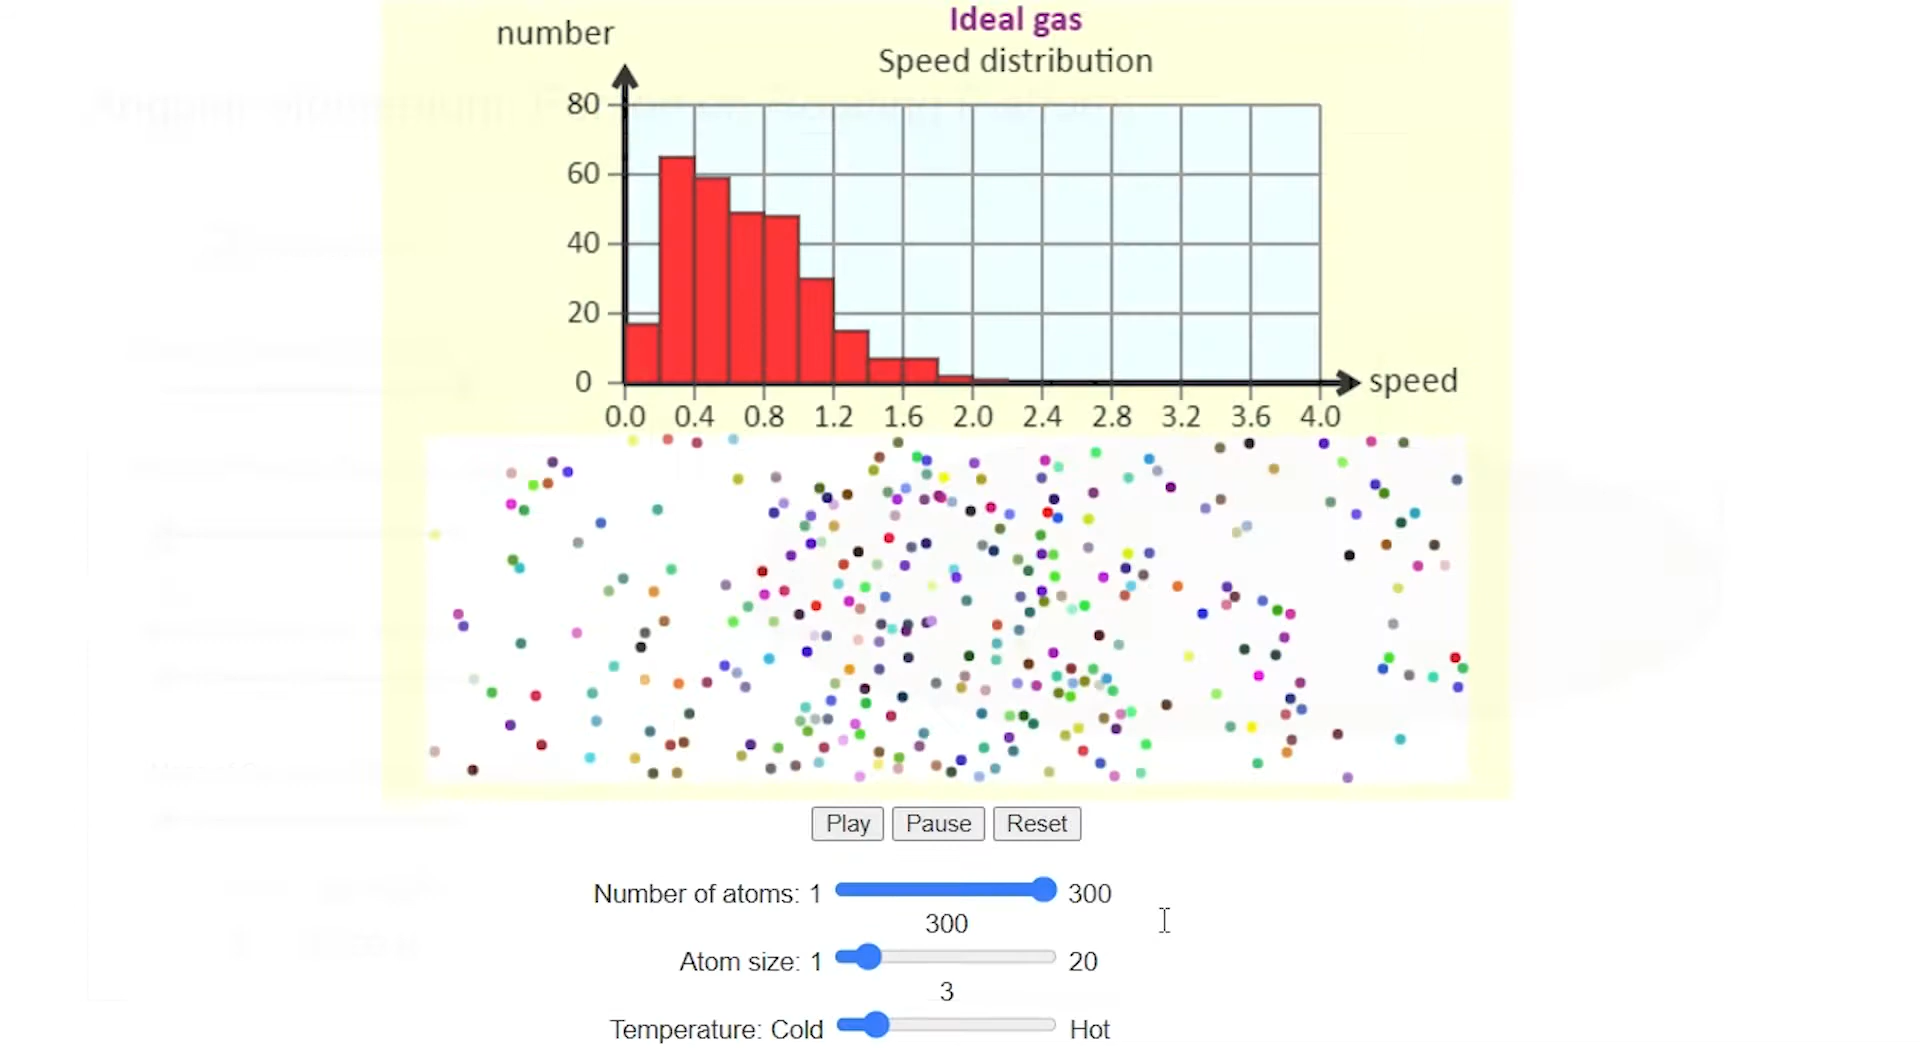 Ideal gas
number
Speed distribution
80
60
40
20
0
speed
0.0 0.4 0.8 1.2 1.6 2.0 2.4 2.8 3.2 3.6 4.0
Play Pause Reset
Number of atoms: 1 300
300
Atom size: 1 20
3
Temperature: Cold Hot